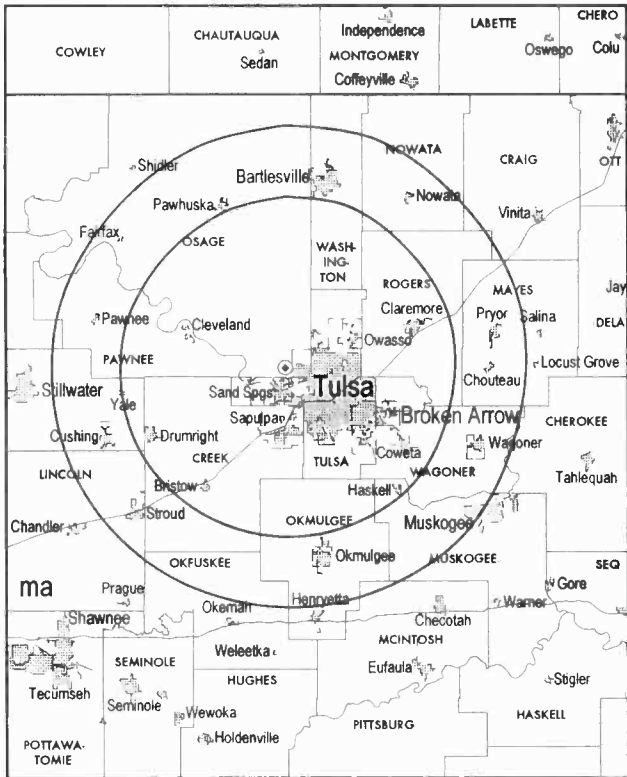 CHERO
LABETTE
CHAUTAUQUA
Independence
COWLEY
Sedan
MONTGOMERY
Oswego
Colu
Coffeyville
NOWATA
CRAIG
OTT
Shidler
Bartlesville
Pawhuska
Nowata
Vinita
Fairfax
OSAGE
WASH-
ING-
TON
ROGERS
MAYES
Jay
Claremore
Pryor
Salina
DELA
Pawnee
Cleveland
Owasso
PAWNEE
Locust Grove
Chouteau
Stillwater
Sand Spgs
Tulsa
Yale
Sapulpa
Broken Arrow
CHEROKEE
Cushing
Drumright
Wagoner
Coweta
CREEK
TULSA
WAGONER
Tahlequah
LINCOLN
Bristow
Haskell
Stroud
OKMULGEE
Muskogee
Chandler
OKFUSKEE
Okmulgee
MUSKOGEE
SEQ
ma
Prague
Henryetta
Gore
Okemah
Checotah
Warner
Shawnee
MCINTOSH
Weleetka
SEMINOLE
Eufaula
HUGHES
Stigler
Tecumseh
Seminole
Wewoka
HASKELL
PITTSBURG
Holdenville
POTTAWA-
TOMIE